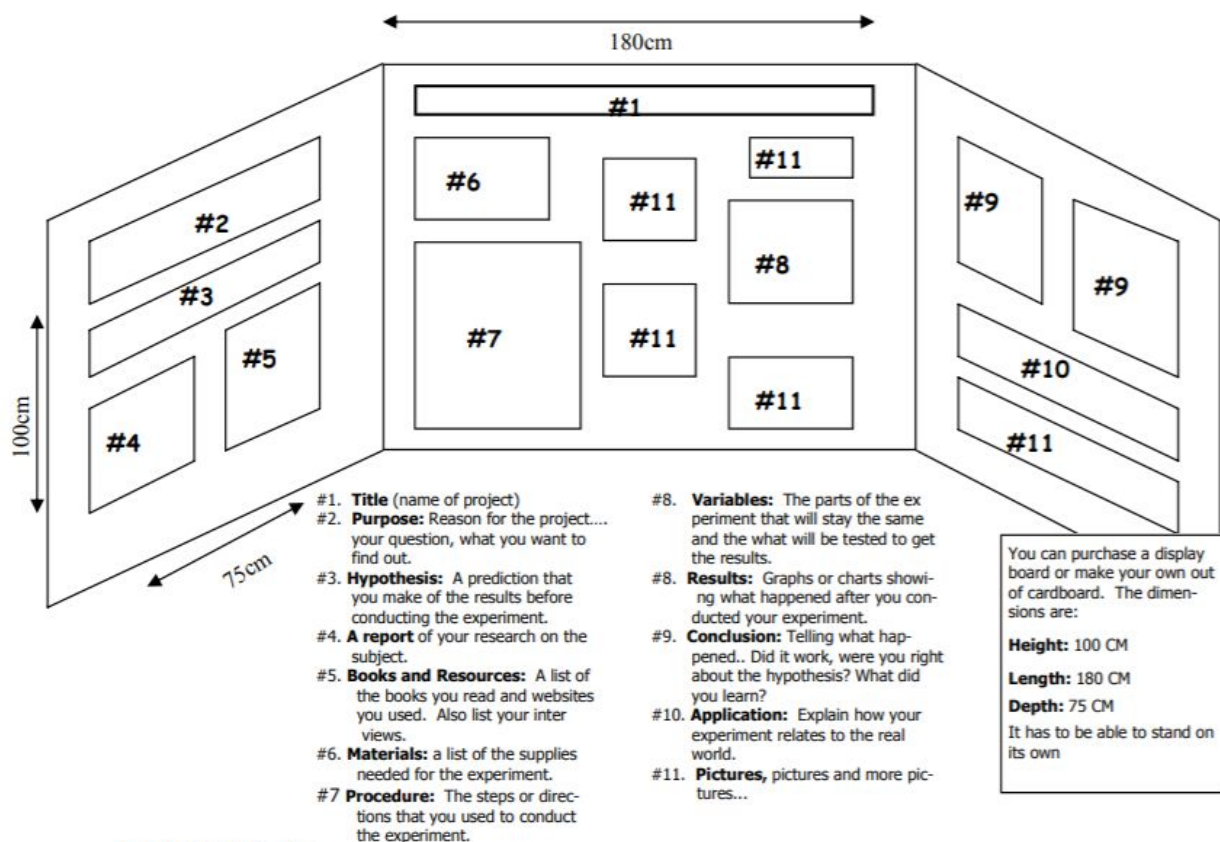 180cm
#1
#6
#11
#11
#9
#2
#8
#9
#3
#7
#11
#5
#10
#4
#11
#11
100cm
75cm
#1. Title (name of project)
#2. Purpose: Reason for the project....
your question, what you want to
find out.
#3. Hypothesis: A prediction that
you make of the results before
conducting the experiment.
#4. A report of your research on the
subject.
#5. Books and Resources: A list of
the books you read and websites
you used. Also list your inter
views.
#6. Materials: a list of the supplies
needed for the experiment.
#7 Procedure: The steps or direc-
tions that you used to conduct
the experiment.
#8. Variables: The parts of the ex
periment that will stay the same
and the what will be tested to get
the results.
#8. Results: Graphs or charts showi-
ng what happened after you con-
ducted your experiment.
#9. Conclusion: Telling what hap-
pened.. Did it work, were you right
about the hypothesis? What did
you learn?
#10. Application: Explain how your
experiment relates to the real
world.
#11. Pictures, pictures and more pic-
tures...
You can purchase a display
board or make your own out
of cardboard. The dimen-
sions are:
Height: 100 CM
Length: 180 CM
Depth: 75 CM
It has to be able to stand on
its own